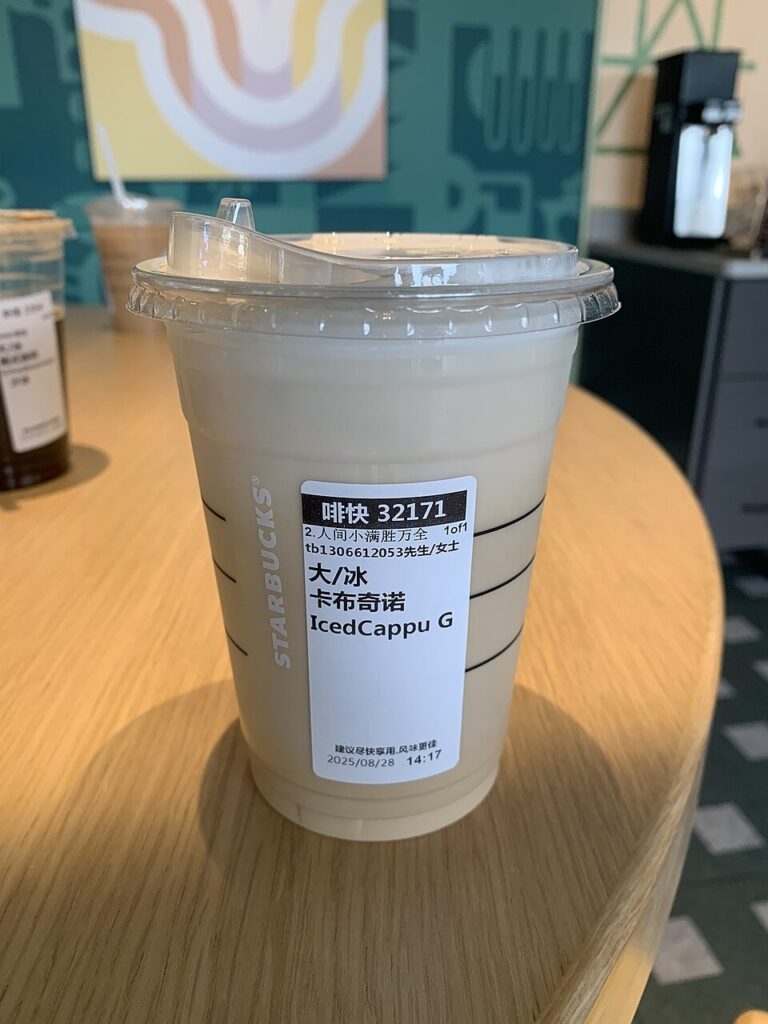 STARBUCKS®
啡快 32171
2.人间小满胜万全 1of1
tb1306612053先生/女士
大/冰
卡布奇诺
IcedCappu G
建议尽快享用,风味更佳
2025/08/28 14:17